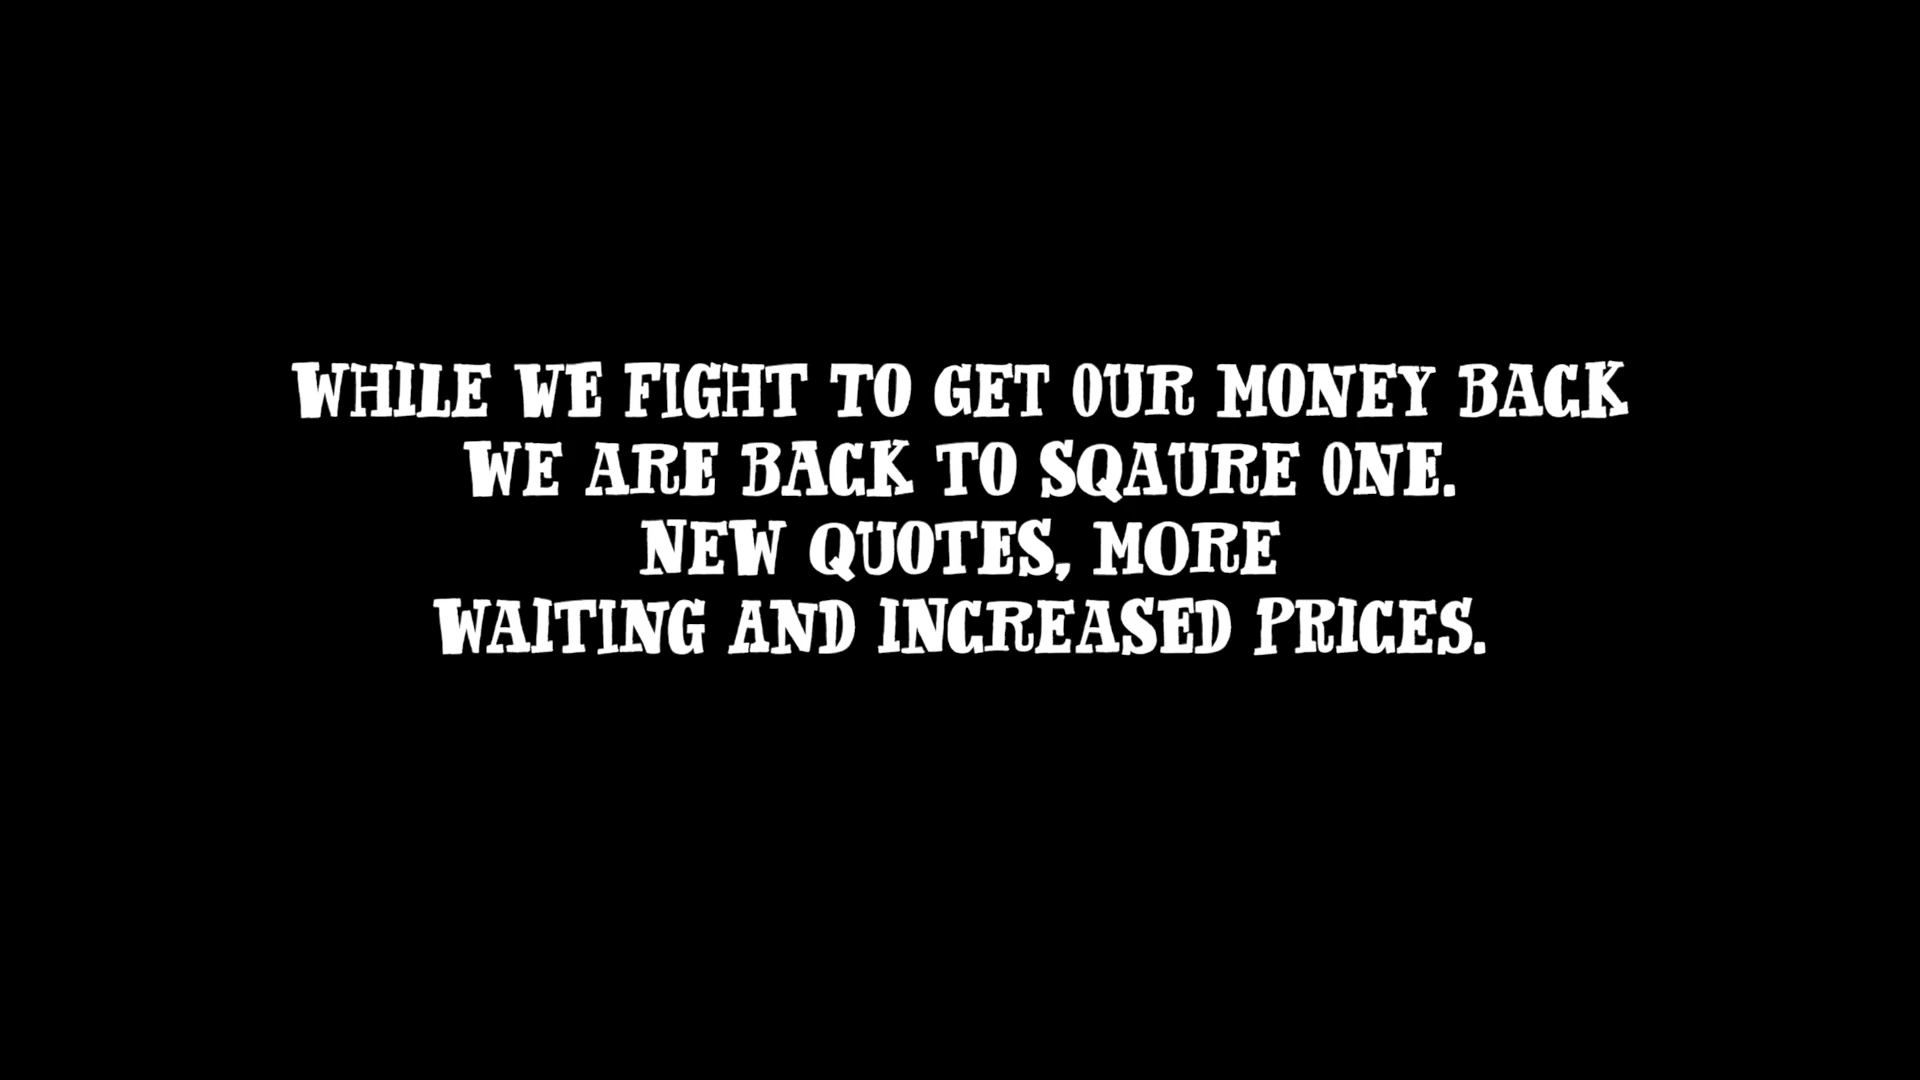 WHILE WE FIGHT TO GET OUR MONEY BACK
WE ARE BACK TO SQAURE ONE.
NEW QUOTES, MORE
WAITING AND INCREASED PRICES.